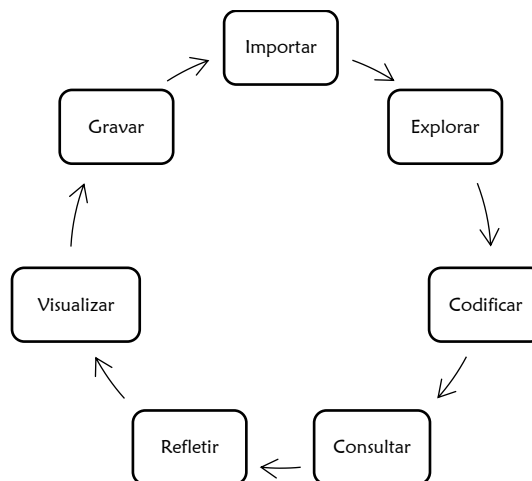 Importar
Explorar
Codificar
Consultar
Refletir
Visualizar
Gravar